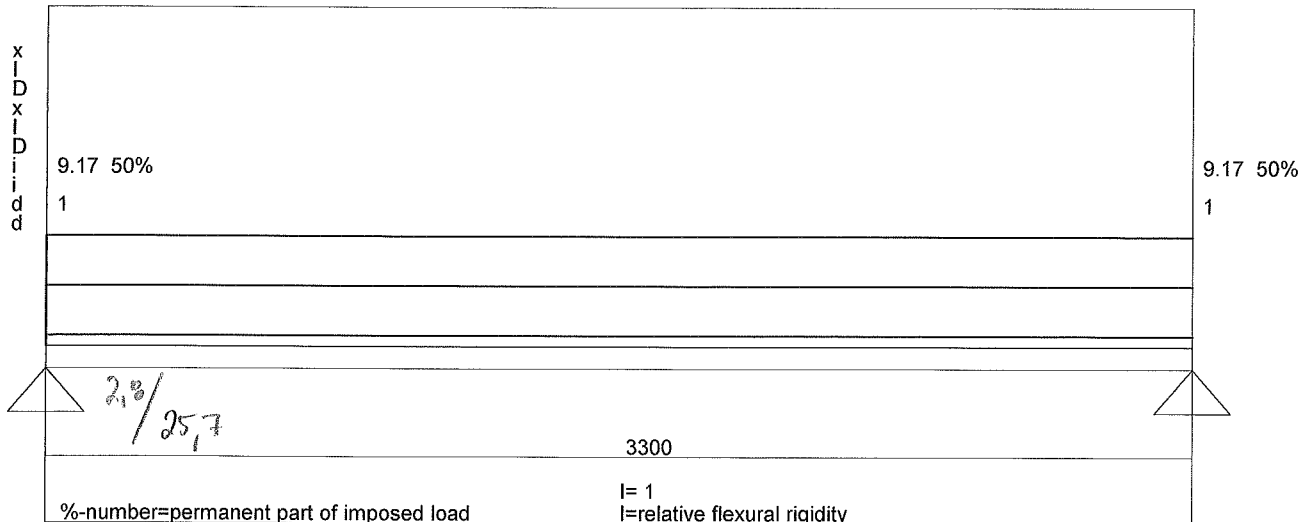 x
I
D
x
I
D
i
i
d
d
9.17 50%
9.17 50%
1
1
2,8/25,7
3300
I= 1
%-number=permanent part of imposed load
I=relative flexural rigidity